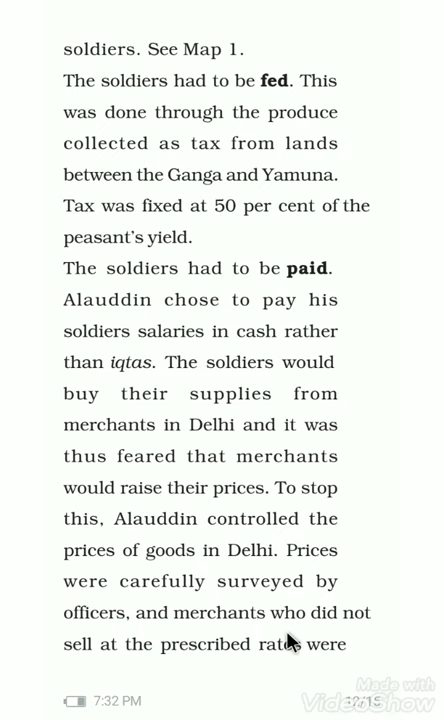 soldiers. See Map 1.
The soldiers had to be fed. This
was done through the produce
collected as tax from lands
between the Ganga and Yamuna.
Tax was fixed at 50 per cent of the
peasant's yield.
The soldiers had to be paid.
Alauddin chose to pay his
soldiers salaries in cash rather
than iqtas. The soldiers would
buy their supplies from
merchants in Delhi and it was
thus feared that merchants
would raise their prices. To stop
this, Alauddin controlled the
prices of goods in Delhi. Prices
were carefully surveyed by
officers, and merchants who did not
sell at the prescribed rates were
Made with
7:32 PM
VideoShow